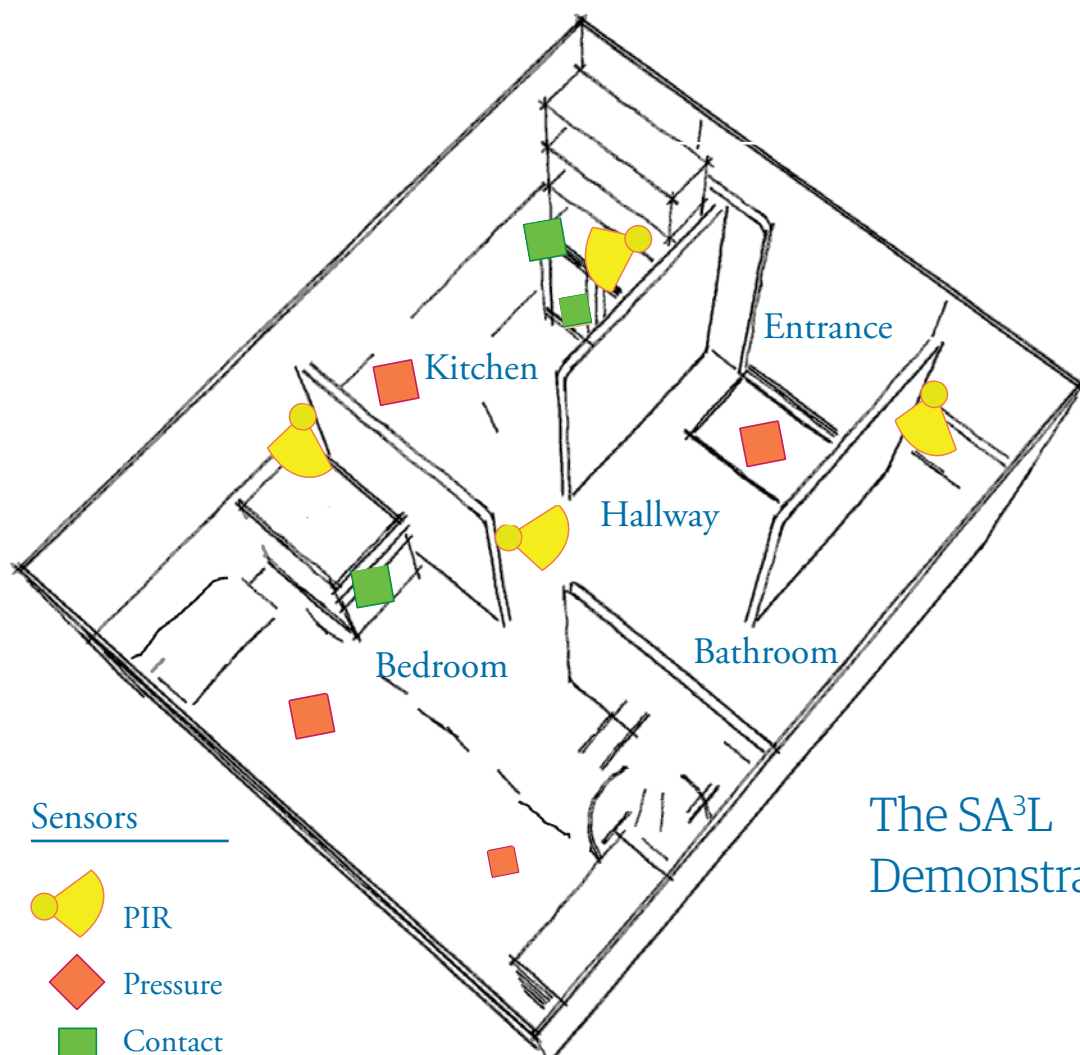 Entrance
Kitchen
Hallway
Bathroom
Bedroom
Sensors
PIR
Pressure
Contact
The SA³L